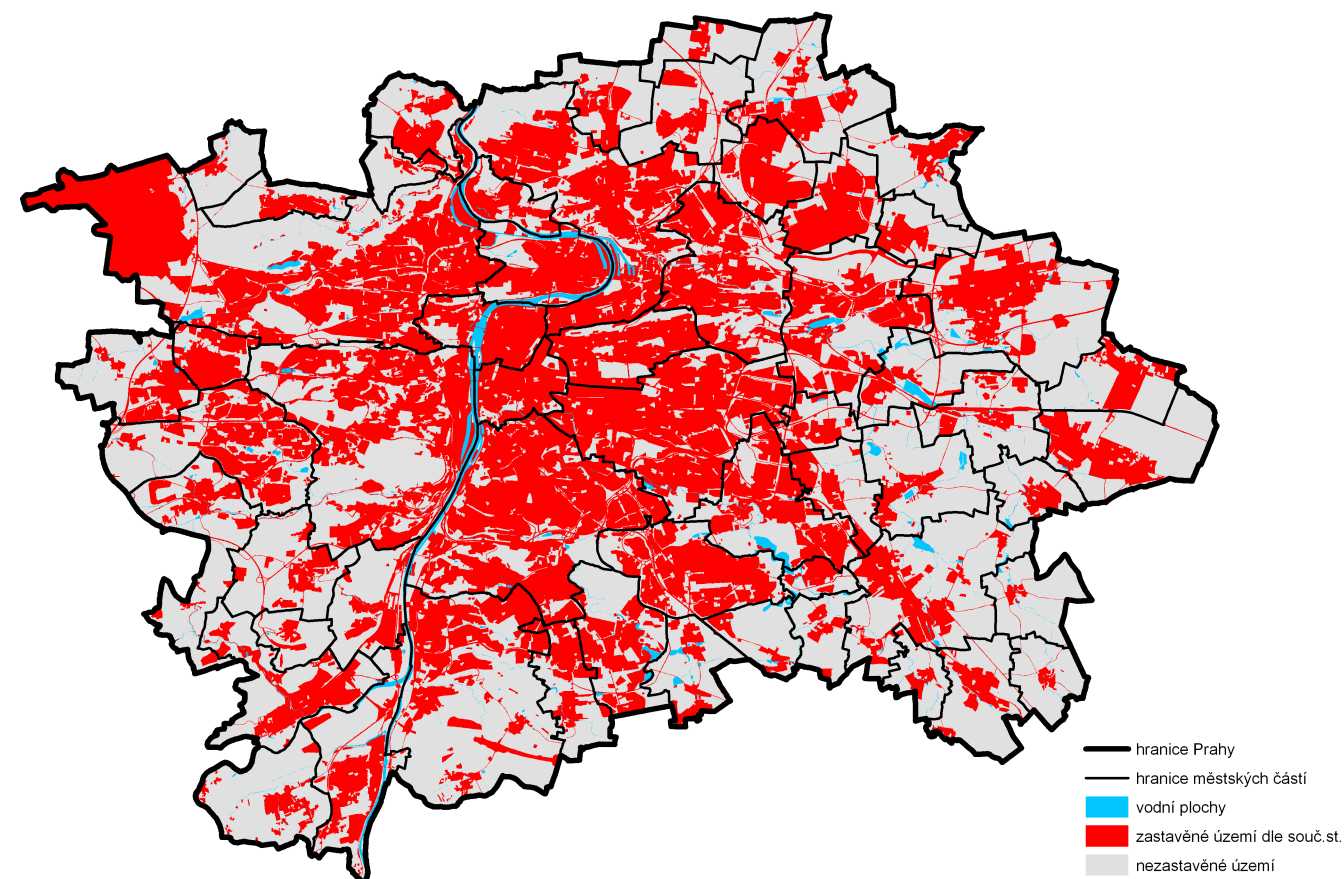 hranice Prahy
hranice městských částí
vodní plochy
zastavěné území dle souč.st.
nezastavěné území